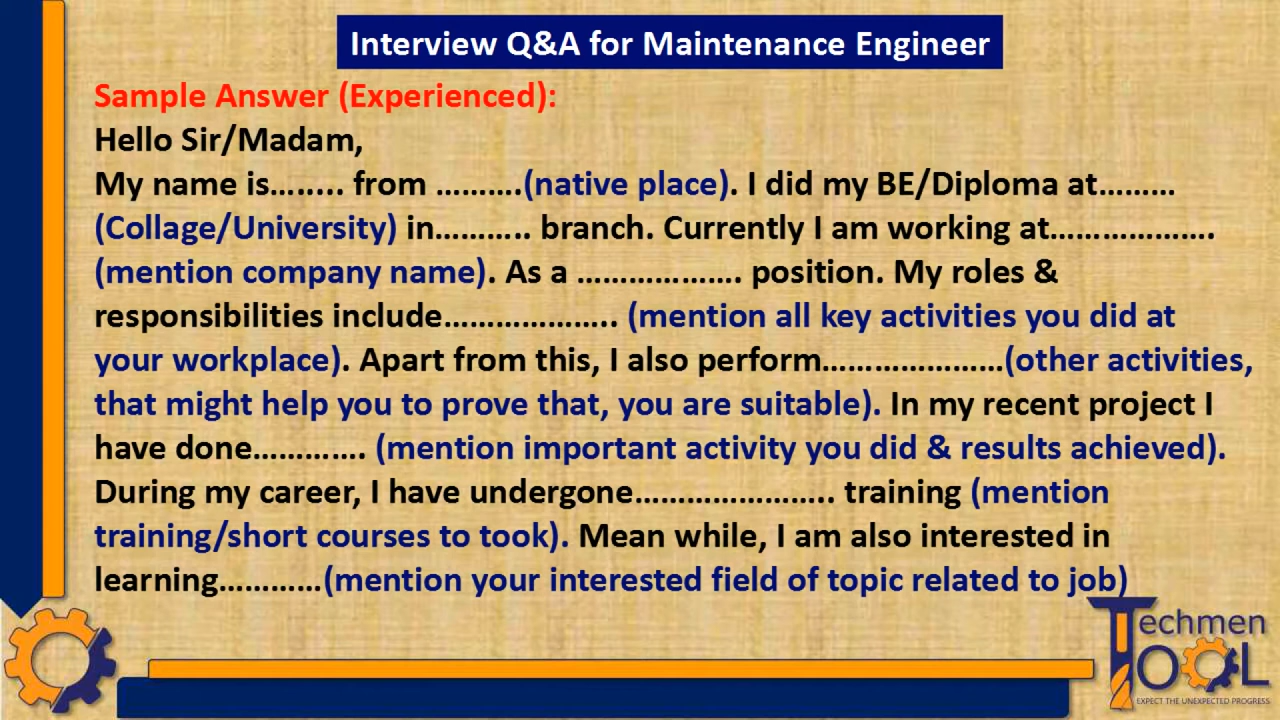 Interview Q&A for Maintenance Engineer
Sample Answer (Experienced):
Hello Sir/Madam,
My name is…..... from ……….(native place). I did my BE/Diploma at………
(Collage/University) in……….. branch. Currently I am working at……………….
(mention company name). As a ………………. position. My roles &
responsibilities include……………….. (mention all key activities you did at
your workplace). Apart from this, I also perform…………………(other activities,
that might help you to prove that, you are suitable). In my recent project I
have done…………. (mention important activity you did & results achieved).
During my career, I have undergone………………….. training (mention
training/short courses to took). Mean while, I am also interested in
learning…………(mention your interested field of topic related to job)
Techmen
TOOL
EXPECT THE UNEXPECTED PROGRESS